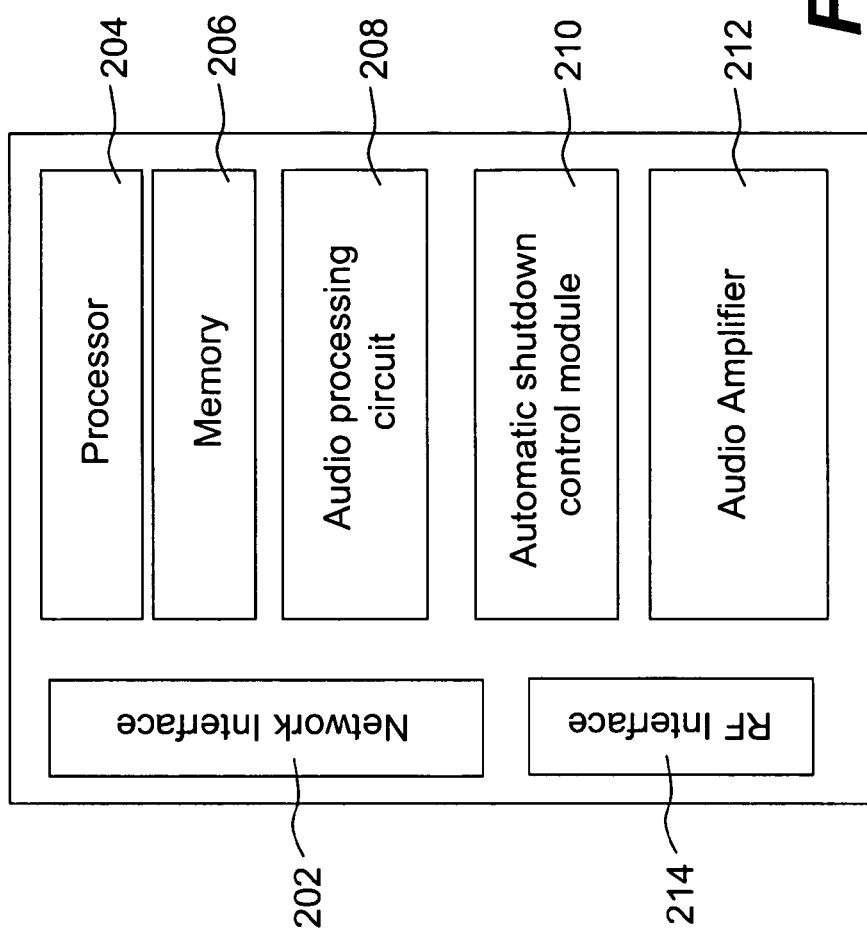 Processor
204
Memory
206
Audio processing
circuit
208
Automatic shutdown
control module
210
Audio Amplifier
212
Network Interface
202
RF Interface
214
F